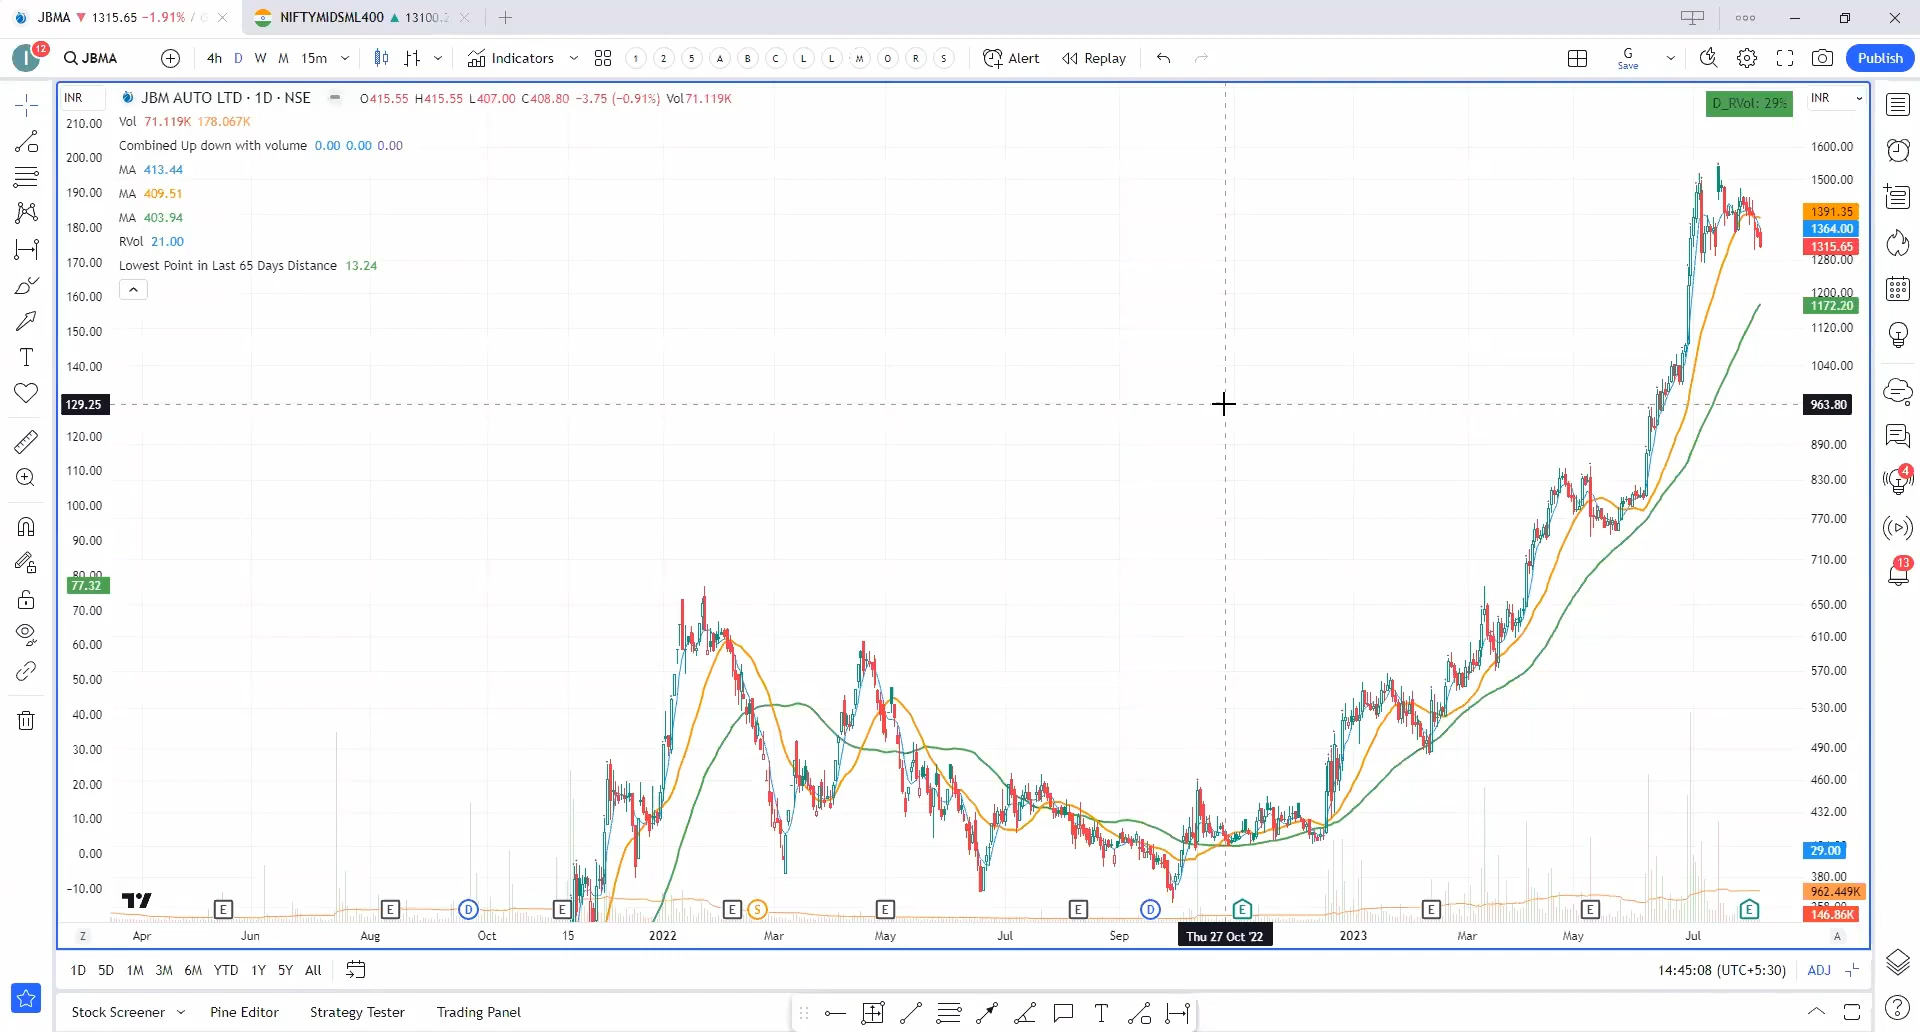 JBMA ▼ 1315.65 −1.91% /
NIFTYMIDSML400 ▲ 13100.
12
JBMA
4h D W M 15m
Indicators
1 2 5 A B C L L M O R S
Alert
Replay
G
Save
Publish
INR
JBM AUTO LTD · 1D · NSE
O415.55 H415.55 L407.00 C408.80 −3.75 (−0.91%) Vol71.119K
D_RVol: 29%
INR
Vol 71.119K 178.067K
Combined Up down with volume 0.00 0.00 0.00
MA 413.44
MA 409.51
MA 403.94
RVol 21.00
Lowest Point in Last 65 Days Distance 13.24
210.00
200.00
190.00
180.00
170.00
160.00
150.00
140.00
129.25
120.00
110.00
100.00
90.00
80.00
77.32
70.00
60.00
50.00
40.00
30.00
20.00
10.00
0.00
−10.00
1600.00
1500.00
1391.35
1364.00
1315.65
1280.00
1200.00
1172.20
1120.00
1040.00
963.80
890.00
830.00
770.00
710.00
650.00
610.00
570.00
530.00
490.00
460.00
432.00
29.00
380.00
962.449K
146.86K
4
13
E E D E E S E E D E E E E
Z Apr Jun Aug Oct 15 2022 Mar May Jul Sep Thu 27 Oct '22 2023 Mar May Jul A
1D 5D 1M 3M 6M YTD 1Y 5Y All
14:45:08 (UTC+5:30) ADJ
Stock Screener Pine Editor Strategy Tester Trading Panel